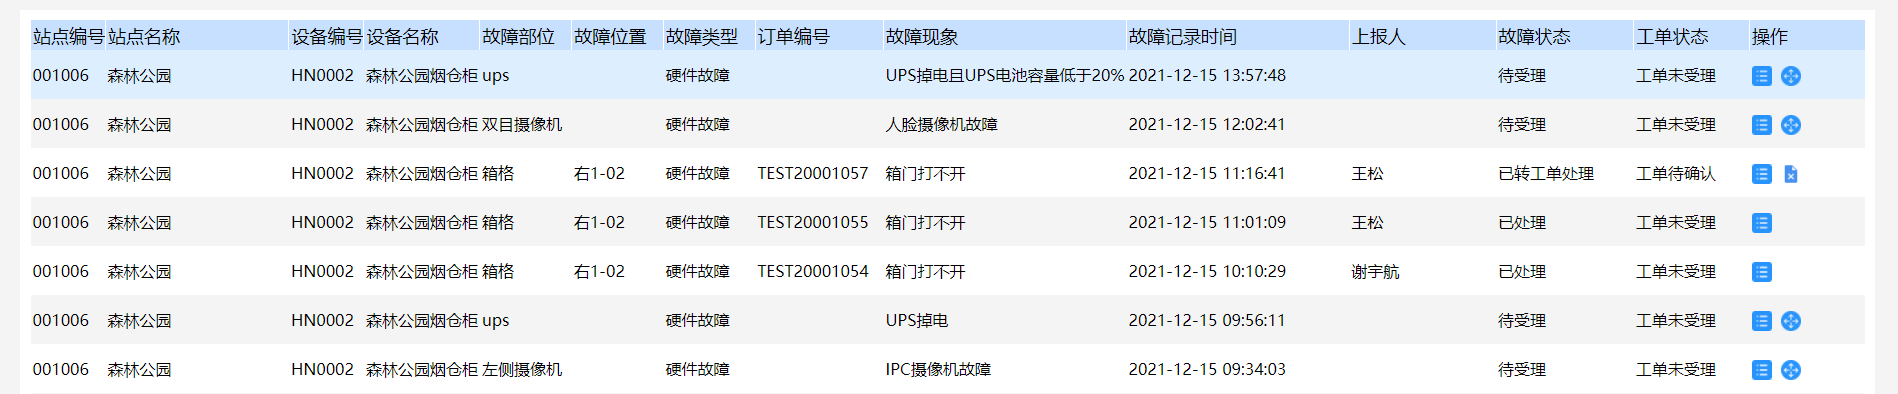 站点编号 站点名称 设备编号 设备名称 故障部位 故障位置 故障类型 订单编号 故障现象 故障记录时间 上报人 故障状态 工单状态 操作
001006 森林公园 HN0002 森林公园烟仓柜 ups 硬件故障 UPS掉电且UPS电池容量低于20% 2021-12-15 13:57:48 待受理 工单未受理
001006 森林公园 HN0002 森林公园烟仓柜 双目摄像机 硬件故障 人脸摄像机故障 2021-12-15 12:02:41 待受理 工单未受理
001006 森林公园 HN0002 森林公园烟仓柜 箱格 右1-02 硬件故障 TEST20001057 箱门打不开 2021-12-15 11:16:41 王松 已转工单处理 工单待确认
001006 森林公园 HN0002 森林公园烟仓柜 箱格 右1-02 硬件故障 TEST20001055 箱门打不开 2021-12-15 11:01:09 王松 已处理 工单未受理
001006 森林公园 HN0002 森林公园烟仓柜 箱格 右1-02 硬件故障 TEST20001054 箱门打不开 2021-12-15 10:10:29 谢宇航 已处理 工单未受理
001006 森林公园 HN0002 森林公园烟仓柜 ups 硬件故障 UPS掉电 2021-12-15 09:56:11 待受理 工单未受理
001006 森林公园 HN0002 森林公园烟仓柜 左侧摄像机 硬件故障 IPC摄像机故障 2021-12-15 09:34:03 待受理 工单未受理